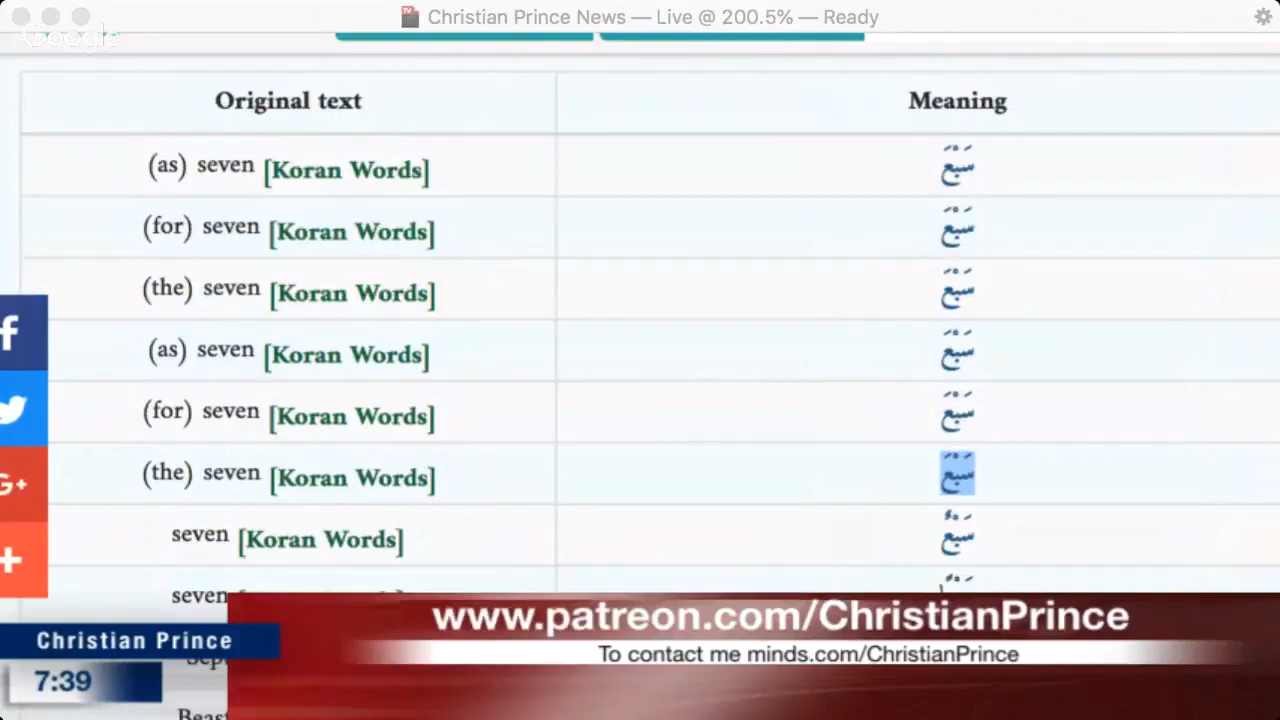 Christian Prince News — Live @ 200.5% — Ready
Google
Original text Meaning
(as) seven [Koran Words] سَبْعَ
(for) seven [Koran Words] سَبْعَ
(the) seven [Koran Words] سَبْعَ
(as) seven [Koran Words] سَبْعَ
(for) seven [Koran Words] سَبْعَ
(the) seven [Koran Words] سَبْعَ
seven [Koran Words] سَبْعُ
seven
www.patreon.com/ChristianPrince
Christian Prince
To contact me minds.com/ChristianPrince
7:39
f
G+
+